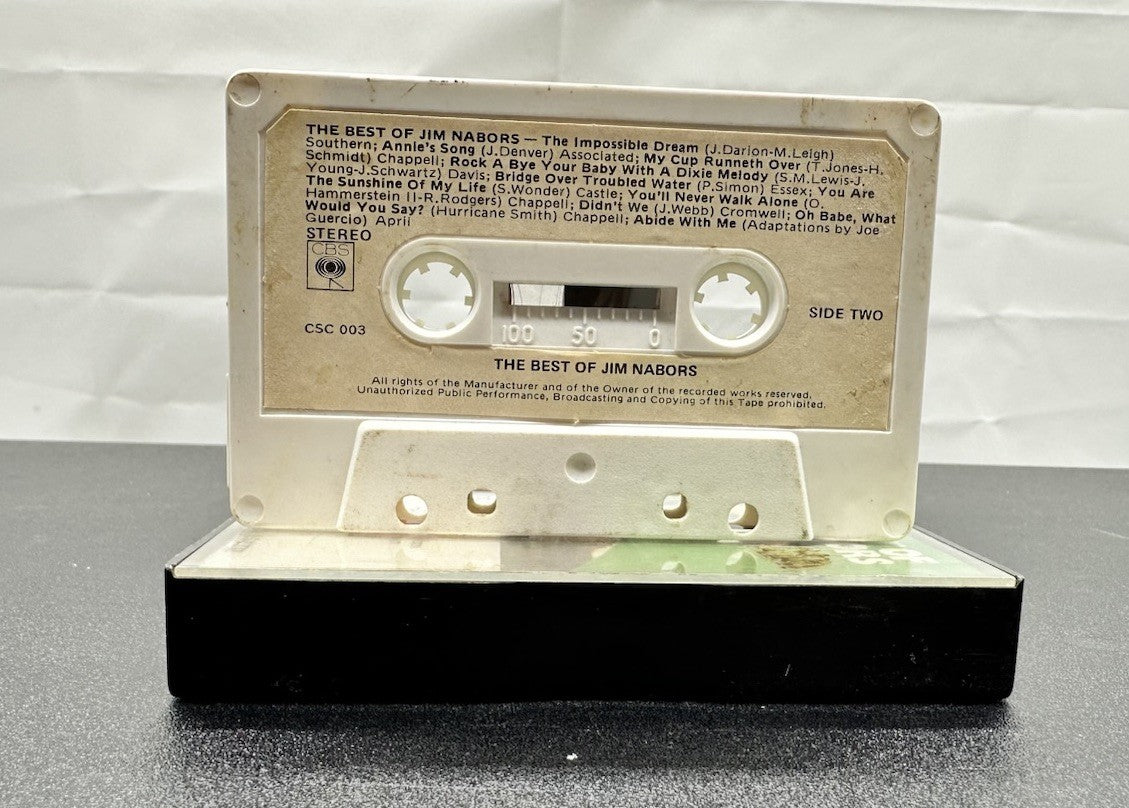 THE BEST OF JIM NABORS — The Impossible Dream (J.Darion-M.Leigh)
Southern; Annie's Song (J.Denver) Associated; My Cup Runneth Over (T.Jones-H.
Schmidt) Chappell; Rock A Bye Your Baby With A Dixie Melody (S.M.Lewis-J.
Young-J.Schwartz) Davis; Bridge Over Troubled Water (P.Simon) Essex; You Are
The Sunshine Of My Life (S.Wonder) Castle; You'll Never Walk Alone (O.
Hammerstein II-R.Rodgers) Chappell; Didn't We (J.Webb) Cromwell; Oh Babe, What
Would You Say? (Hurricane Smith) Chappell; Abide With Me (Adaptations by Joe
Guercio) April
STEREO
CBS
CSC 003
100 50 0
SIDE TWO
THE BEST OF JIM NABORS
All rights of the Manufacturer and of the Owner of the recorded works reserved.
Unauthorized Public Performance, Broadcasting and Copying of this Tape prohibited.